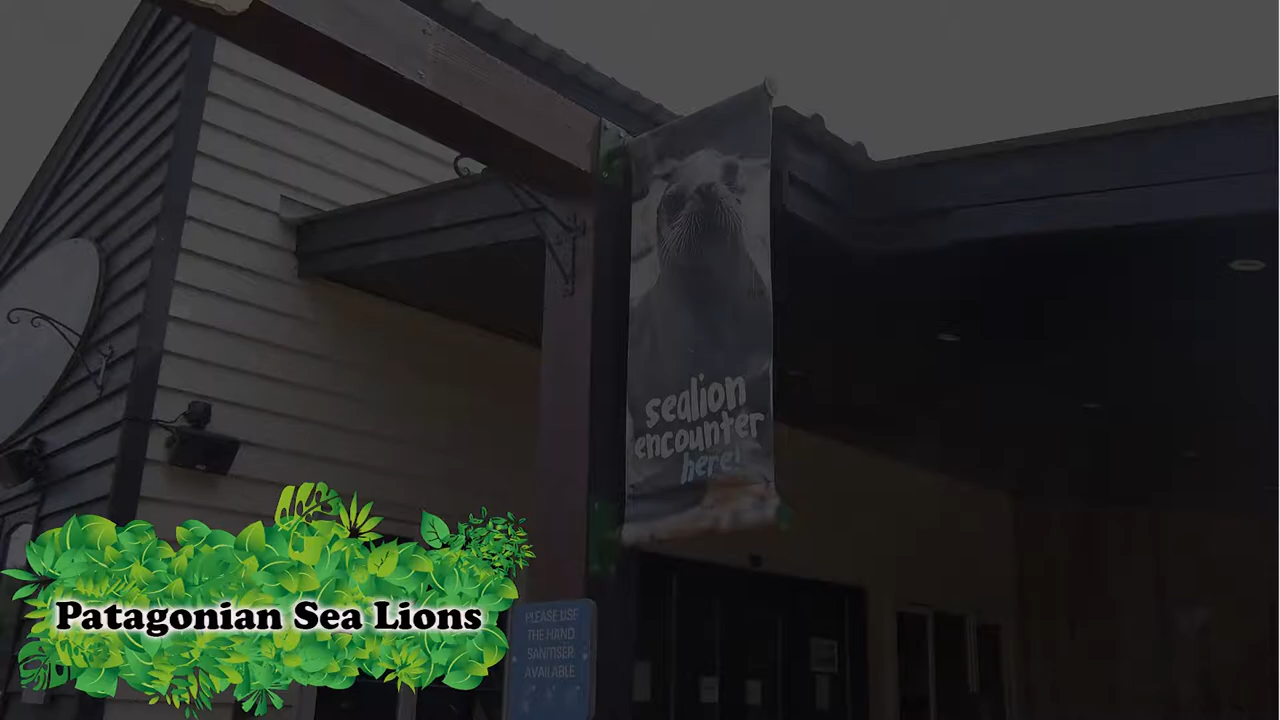 sealion
encounter
here!
Patagonian Sea Lions
PLEASE USE
THE HAND
SANITISER
AVAILABLE